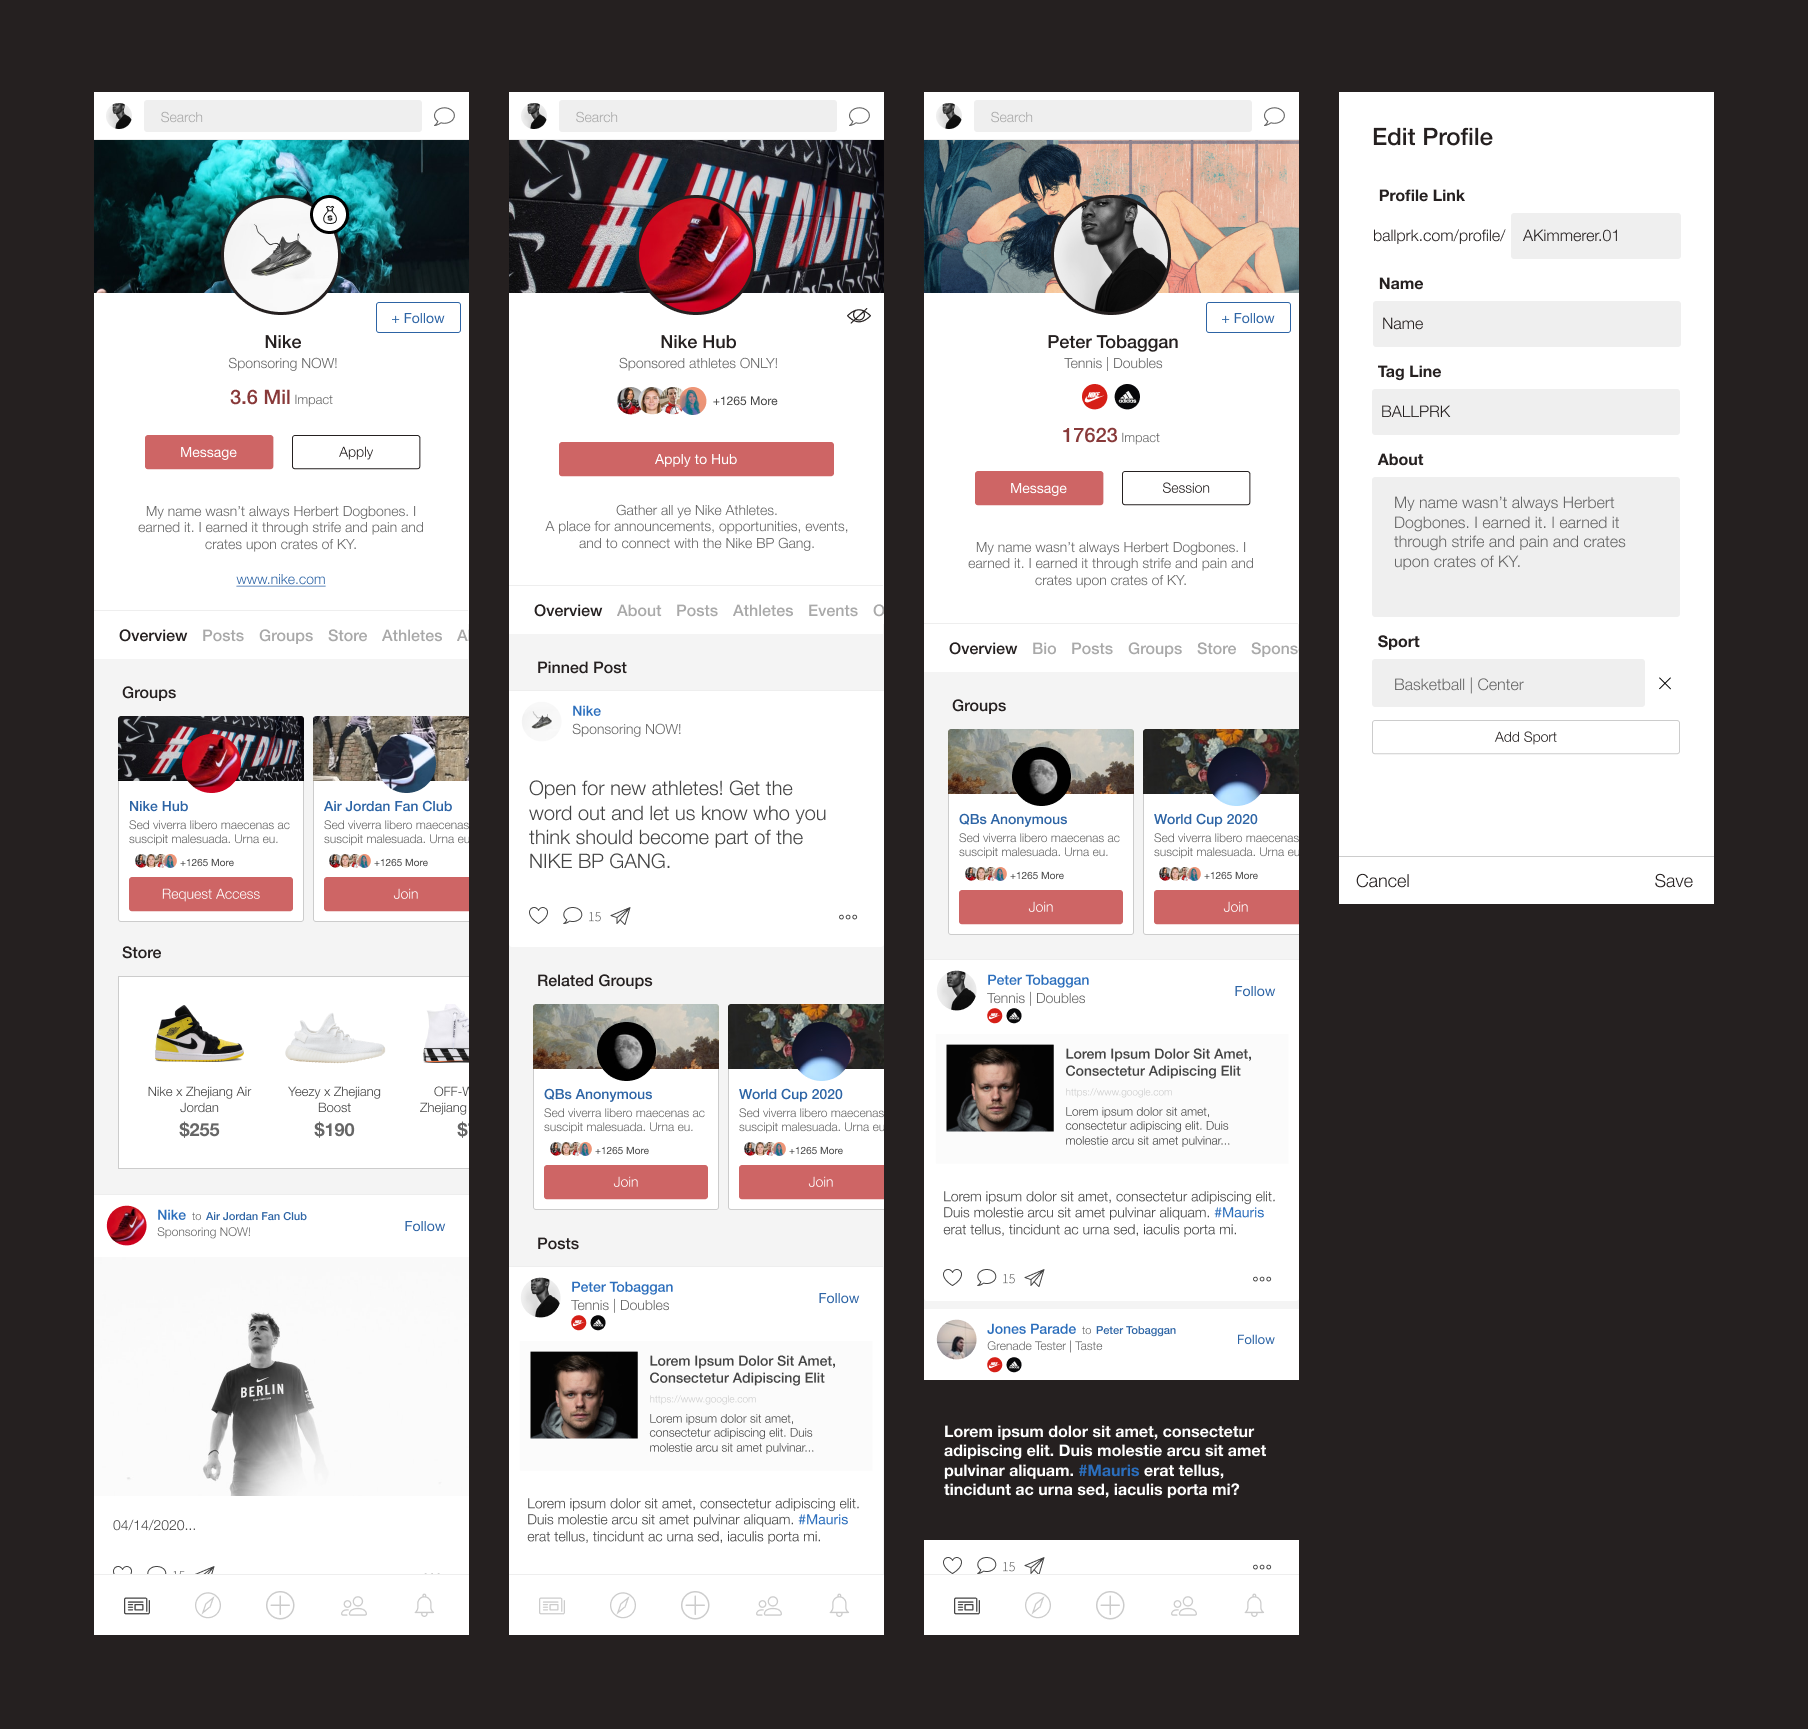 Search
JUST DID IT
+ Follow
Nike
Sponsoring NOW!
3.6 Mil Impact
Message
Apply
My name wasn't always Herbert Dogbones. I
earned it. I earned it through strife and pain and
crates upon crates of KY.
www.nike.com
Overview Posts Groups Store Athletes A
Groups
Nike Hub
Sed viverra libero maecenas ac
suscipit malesuada. Urna eu.
+1265 More
Request Access
Air Jordan Fan Club
Sed viverra libero maecenas
suscipit malesuada. Urna eu.
+1265 More
Join
Store
Nike x Zhejiang Air
Jordan
$255
Yeezy x Zhejiang
Boost
$190
OFF-W
Zhejiang
$
Nike to Air Jordan Fan Club
Sponsoring NOW!
Follow
BERLIN
04/14/2020...
15
Search
# JUST DID IT
Nike Hub
Sponsored athletes ONLY!
+1265 More
Apply to Hub
Gather all ye Nike Athletes.
A place for announcements, opportunities, events,
and to connect with the Nike BP Gang.
Overview About Posts Athletes Events O
Pinned Post
Nike
Sponsoring NOW!
Open for new athletes! Get the
word out and let us know who you
think should become part of the
NIKE BP GANG.
15
Related Groups
QBs Anonymous
Sed viverra libero maecenas ac
suscipit malesuada. Urna eu.
+1265 More
Join
World Cup 2020
Sed viverra libero maecenas
suscipit malesuada. Urna eu.
+1265 More
Join
Posts
Peter Tobaggan
Tennis | Doubles
Follow
Lorem Ipsum Dolor Sit Amet,
Consectetur Adipiscing Elit
https://www.google.com
Lorem ipsum dolor sit amet,
consectetur adipiscing elit. Duis
molestie arcu sit amet pulvinar...
Lorem ipsum dolor sit amet, consectetur adipiscing elit.
Duis molestie arcu sit amet pulvinar aliquam. #Mauris
erat tellus, tincidunt ac urna sed, iaculis porta mi.
Search
+ Follow
Peter Tobaggan
Tennis | Doubles
adidas
17623 Impact
Message
Session
My name wasn't always Herbert Dogbones. I
earned it. I earned it through strife and pain and
crates upon crates of KY.
Overview Bio Posts Groups Store Spons
Groups
QBs Anonymous
Sed viverra libero maecenas ac
suscipit malesuada. Urna eu.
+1265 More
Join
World Cup 2020
Sed viverra libero maecenas
suscipit malesuada. Urna eu.
+1265 More
Join
Peter Tobaggan
Tennis | Doubles
Follow
Lorem Ipsum Dolor Sit Amet,
Consectetur Adipiscing Elit
https://www.google.com
Lorem ipsum dolor sit amet,
consectetur adipiscing elit. Duis
molestie arcu sit amet pulvinar...
Lorem ipsum dolor sit amet, consectetur adipiscing elit.
Duis molestie arcu sit amet pulvinar aliquam. #Mauris
erat tellus, tincidunt ac urna sed, iaculis porta mi.
15
Jones Parade to Peter Tobaggan
Grenade Tester | Taste
Follow
Lorem ipsum dolor sit amet, consectetur
adipiscing elit. Duis molestie arcu sit amet
pulvinar aliquam. #Mauris erat tellus,
tincidunt ac urna sed, iaculis porta mi?
15
Edit Profile
Profile Link
ballprk.com/profile/ AKimmerer.01
Name
Name
Tag Line
BALLPRK
About
My name wasn't always Herbert
Dogbones. I earned it. I earned it
through strife and pain and crates
upon crates of KY.
Sport
Basketball | Center
Add Sport
Cancel
Save